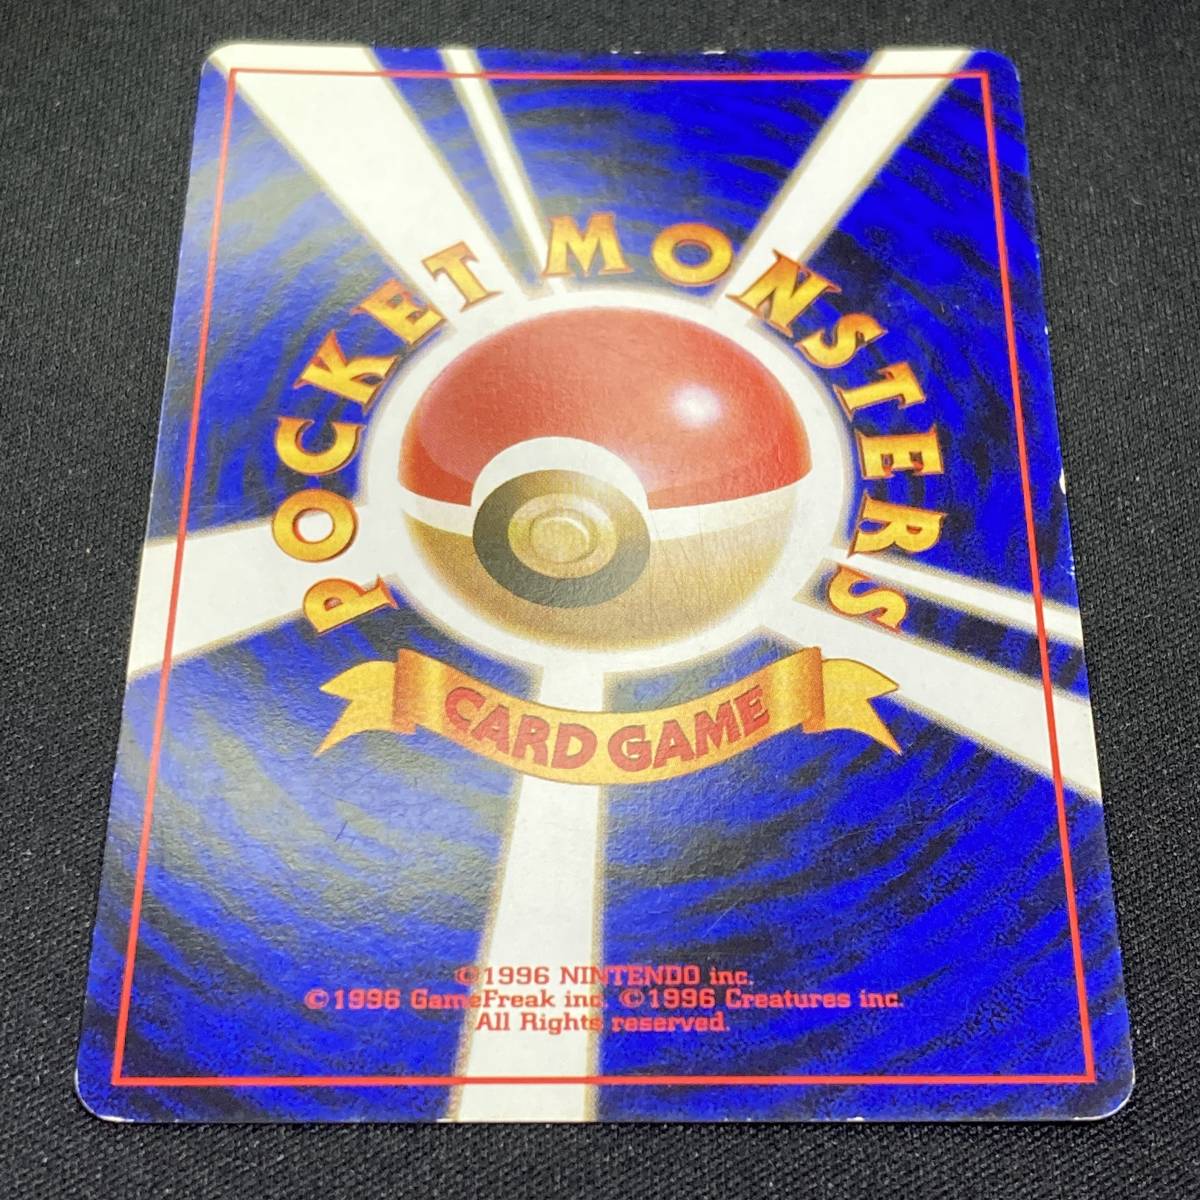 POCKET MONSTERS
CARD GAME
©1996 NINTENDO inc.
©1996 GameFreak inc. ©1996 Creatures inc.
All Rights reserved.